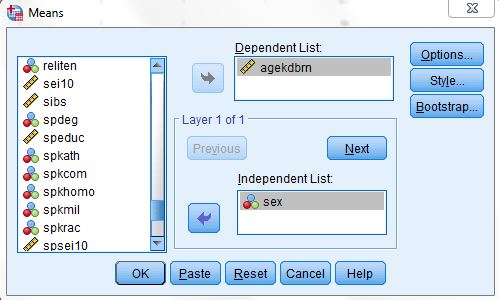 Means
Dependent List:
agekdbrn
Options...
Style...
Bootstrap...
reliten
sei10
sibs
spdeg
speduc
spkath
spkcom
spkhomo
spkmil
spkrac
spsei10
Layer 1 of 1
Previous
Next
Independent List:
sex
OK
Paste
Reset
Cancel
Help